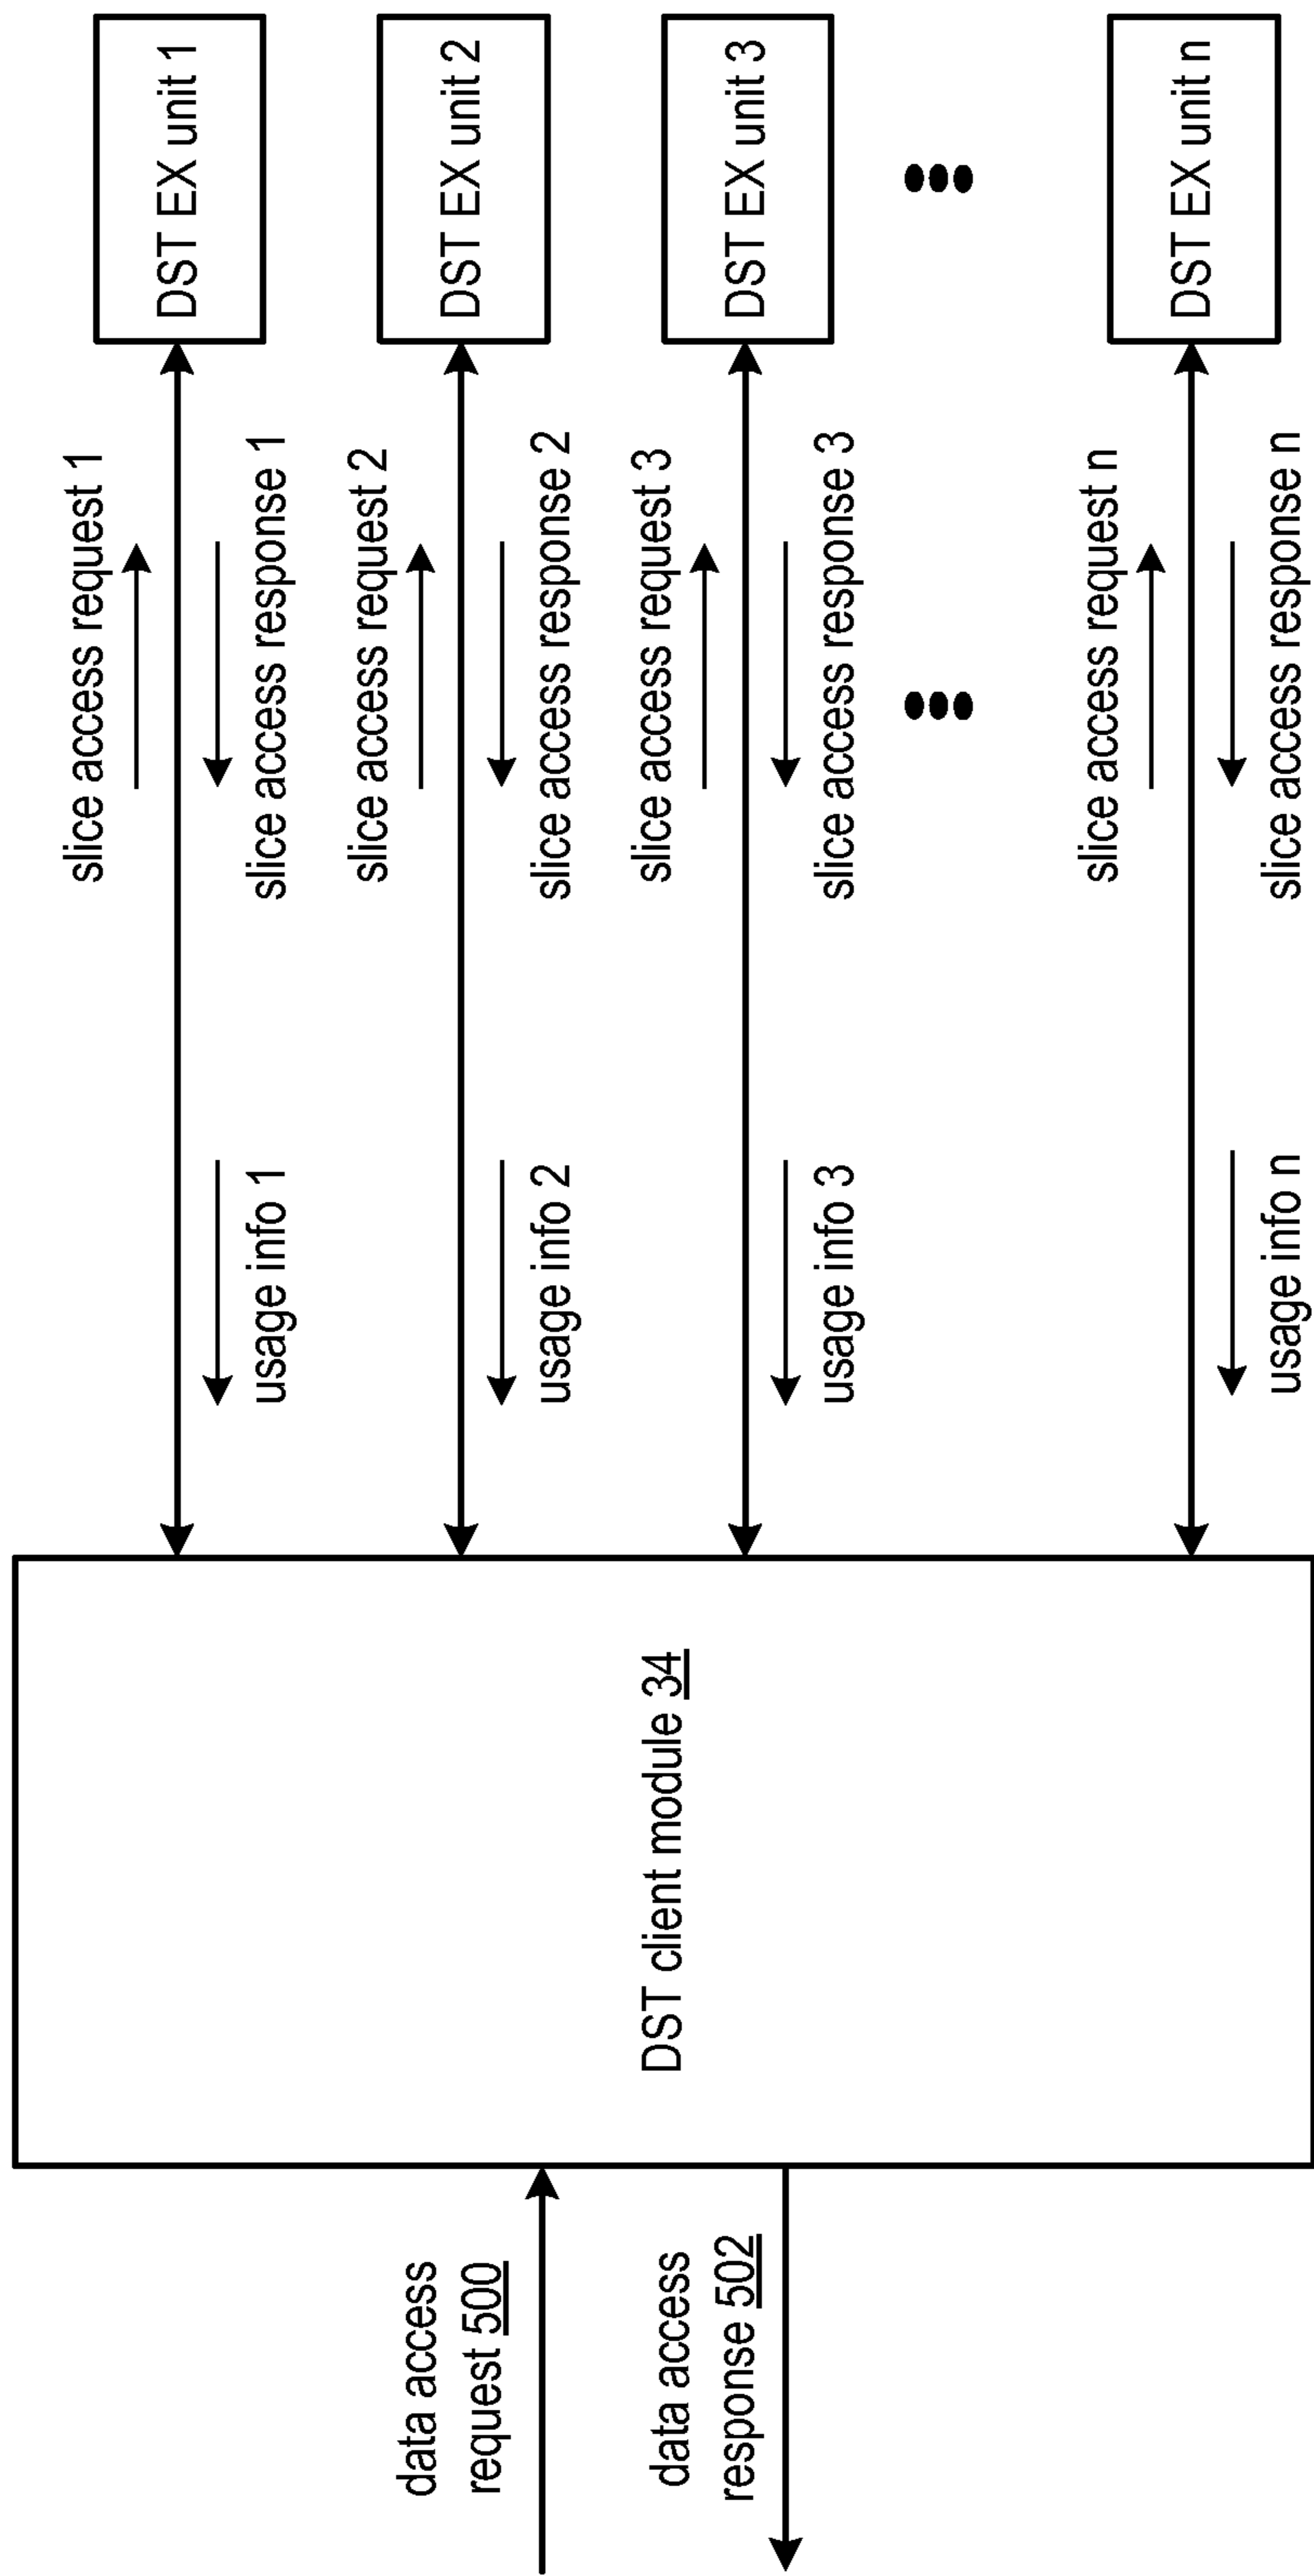 data access
request 500
data access
response 502
DST client module 34
usage info 1
slice access request 1
slice access response 1
DST EX unit 1
usage info 2
slice access request 2
slice access response 2
DST EX unit 2
usage info 3
slice access request 3
slice access response 3
DST EX unit 3
usage info n
slice access request n
slice access response n
DST EX unit n